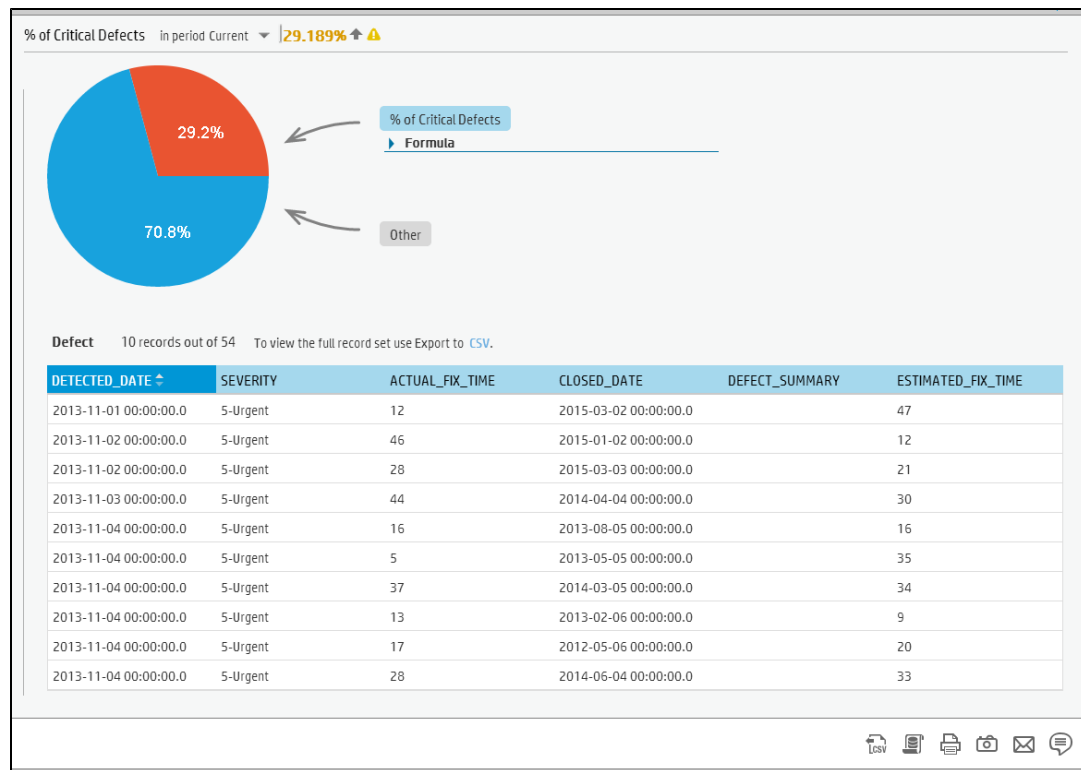 % of Critical Defects in period Current 29.189%
29.2%
% of Critical Defects
Formula
70.8%
Other
Defect 10 records out of 54 To view the full record set use Export to CSV.
DETECTED_DATE SEVERITY ACTUAL_FIX_TIME CLOSED_DATE DEFECT_SUMMARY ESTIMATED_FIX_TIME
2013-11-01 00:00:00.0 5-Urgent 12 2015-03-02 00:00:00.0 47
2013-11-02 00:00:00.0 5-Urgent 46 2015-01-02 00:00:00.0 12
2013-11-02 00:00:00.0 5-Urgent 28 2015-03-03 00:00:00.0 21
2013-11-03 00:00:00.0 5-Urgent 44 2014-04-04 00:00:00.0 30
2013-11-04 00:00:00.0 5-Urgent 16 2013-08-05 00:00:00.0 16
2013-11-04 00:00:00.0 5-Urgent 5 2013-05-05 00:00:00.0 35
2013-11-04 00:00:00.0 5-Urgent 37 2014-03-05 00:00:00.0 34
2013-11-04 00:00:00.0 5-Urgent 13 2013-02-06 00:00:00.0 9
2013-11-04 00:00:00.0 5-Urgent 17 2012-05-06 00:00:00.0 20
2013-11-04 00:00:00.0 5-Urgent 28 2014-06-04 00:00:00.0 33
CSV